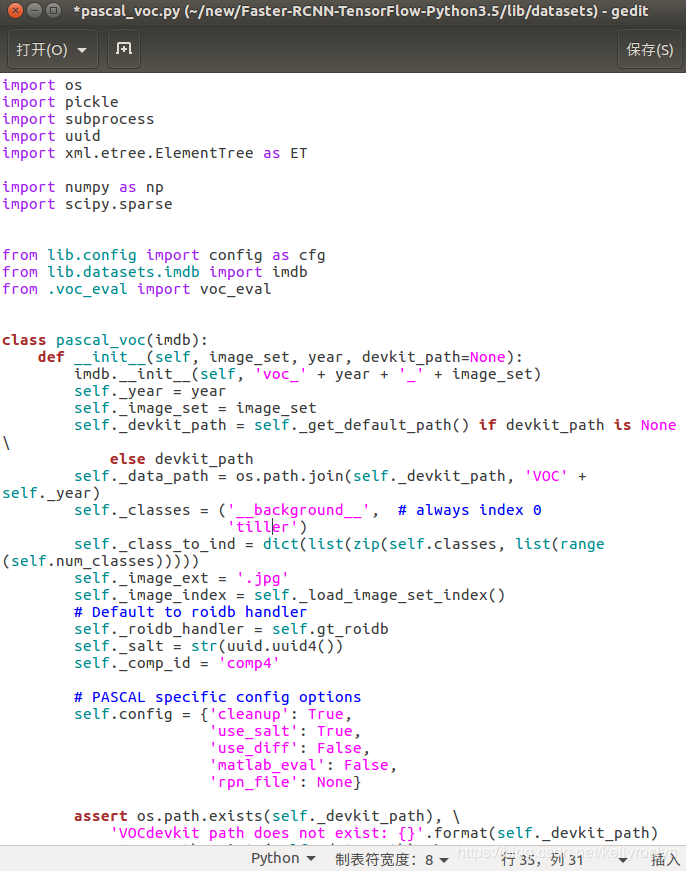 *pascal_voc.py (~/new/Faster-RCNN-TensorFlow-Python3.5/lib/datasets) - gedit
打开(O)
保存(S)
import os
import pickle
import subprocess
import uuid
import xml.etree.ElementTree as ET
import numpy as np
import scipy.sparse
from lib.config import config as cfg
from lib.datasets.imdb import imdb
from .voc_eval import voc_eval
class pascal_voc(imdb):
    def __init__(self, image_set, year, devkit_path=None):
        imdb.__init__(self, 'voc_' + year + '_' + image_set)
        self._year = year
        self._image_set = image_set
        self._devkit_path = self._get_default_path() if devkit_path is None
\
            else devkit_path
        self._data_path = os.path.join(self._devkit_path, 'VOC' +
self._year)
        self._classes = ('__background__',  # always index 0
                         'tiller')
        self._class_to_ind = dict(list(zip(self.classes, list(range
(self.num_classes)))))
        self._image_ext = '.jpg'
        self._image_index = self._load_image_set_index()
        # Default to roidb handler
        self._roidb_handler = self.gt_roidb
        self._salt = str(uuid.uuid4())
        self._comp_id = 'comp4'
        # PASCAL specific config options
        self.config = {'cleanup': True,
                       'use_salt': True,
                       'use_diff': False,
                       'matlab_eval': False,
                       'rpn_file': None}
        assert os.path.exists(self._devkit_path), \
            'VOCdevkit path does not exist: {}'.format(self._devkit_path)
Python 制表符宽度: 8 行 35, 列 31 插入